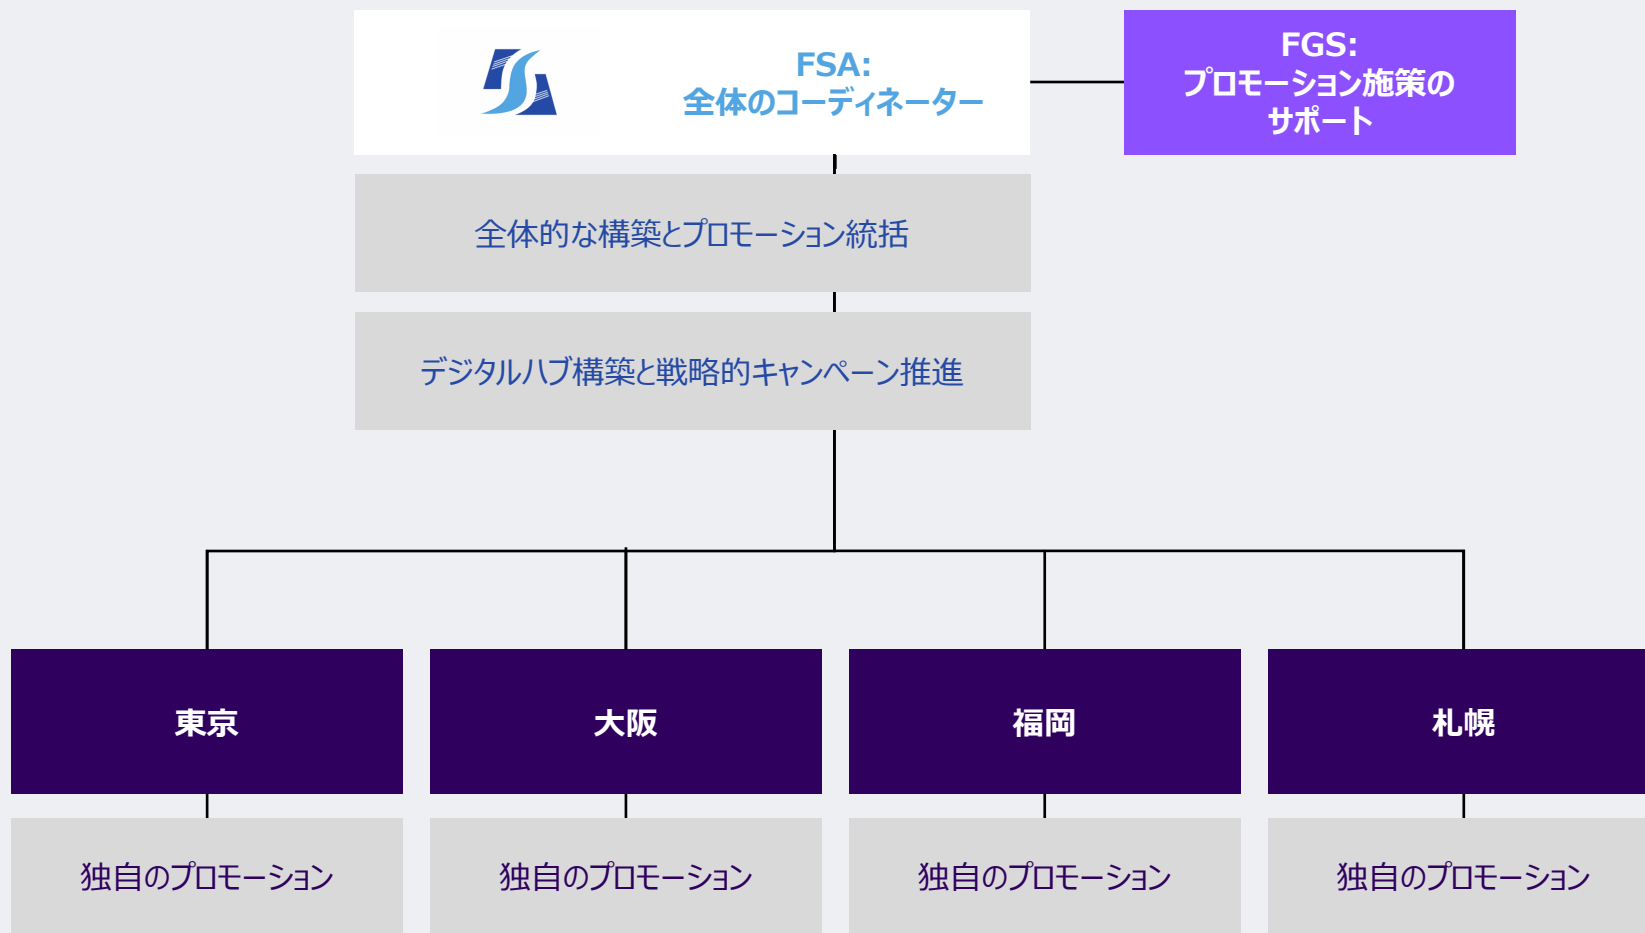 FSA:
全体のコーディネーター
FGS:
プロモーション施策の
サポート
全体的な構築とプロモーション統括
デジタルハブ構築と戦略的キャンペーン推進
東京
大阪
福岡
札幌
独自のプロモーション
独自のプロモーション
独自のプロモーション
独自のプロモーション